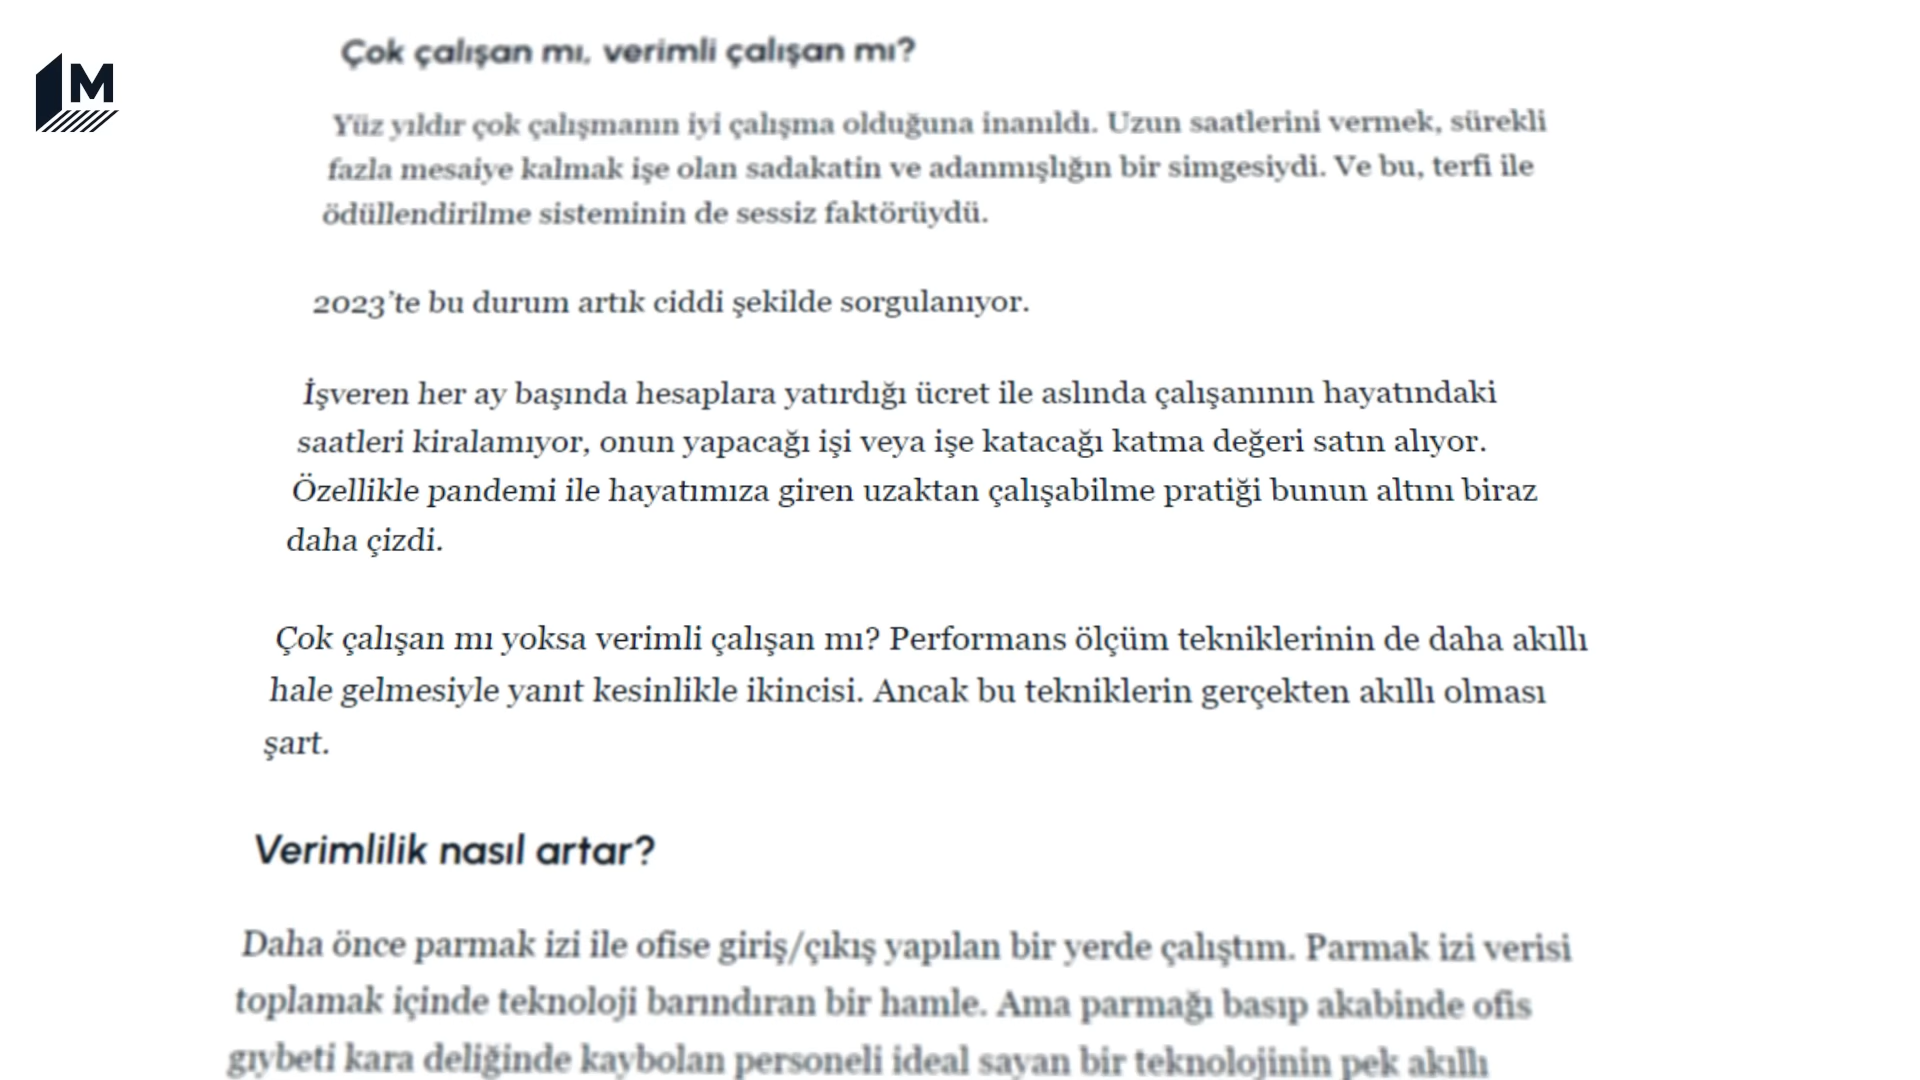 M
Çok çalışan mı, verimli çalışan mı?
Yüz yıldır çok çalışmanın iyi çalışma olduğuna inanıldı. Uzun saatlerini vermek, sürekli
fazla mesaiye kalmak işe olan sadakatin ve adanmışlığın bir simgesiydi. Ve bu, terfi ile
ödüllendirilme sisteminin de sessiz faktörüydü.
2023’te bu durum artık ciddi şekilde sorgulanıyor.
İşveren her ay başında hesaplara yatırdığı ücret ile aslında çalışanının hayatındaki
saatleri kiralamıyor, onun yapacağı işi veya işe katacağı katma değeri satın alıyor.
Özellikle pandemi ile hayatımıza giren uzaktan çalışabilme pratiği bunun altını biraz
daha çizdi.
Çok çalışan mı yoksa verimli çalışan mı? Performans ölçüm tekniklerinin de daha akıllı
hale gelmesiyle yanıt kesinlikle ikincisi. Ancak bu tekniklerin gerçekten akıllı olması
şart.
Verimlilik nasıl artar?
Daha önce parmak izi ile ofise giriş/çıkış yapılan bir yerde çalıştım. Parmak izi verisi
toplamak içinde teknoloji barındıran bir hamle. Ama parmağı basıp akabinde ofis
gıybeti kara deliğinde kaybolan personeli ideal sayan bir teknolojinin pek akıllı